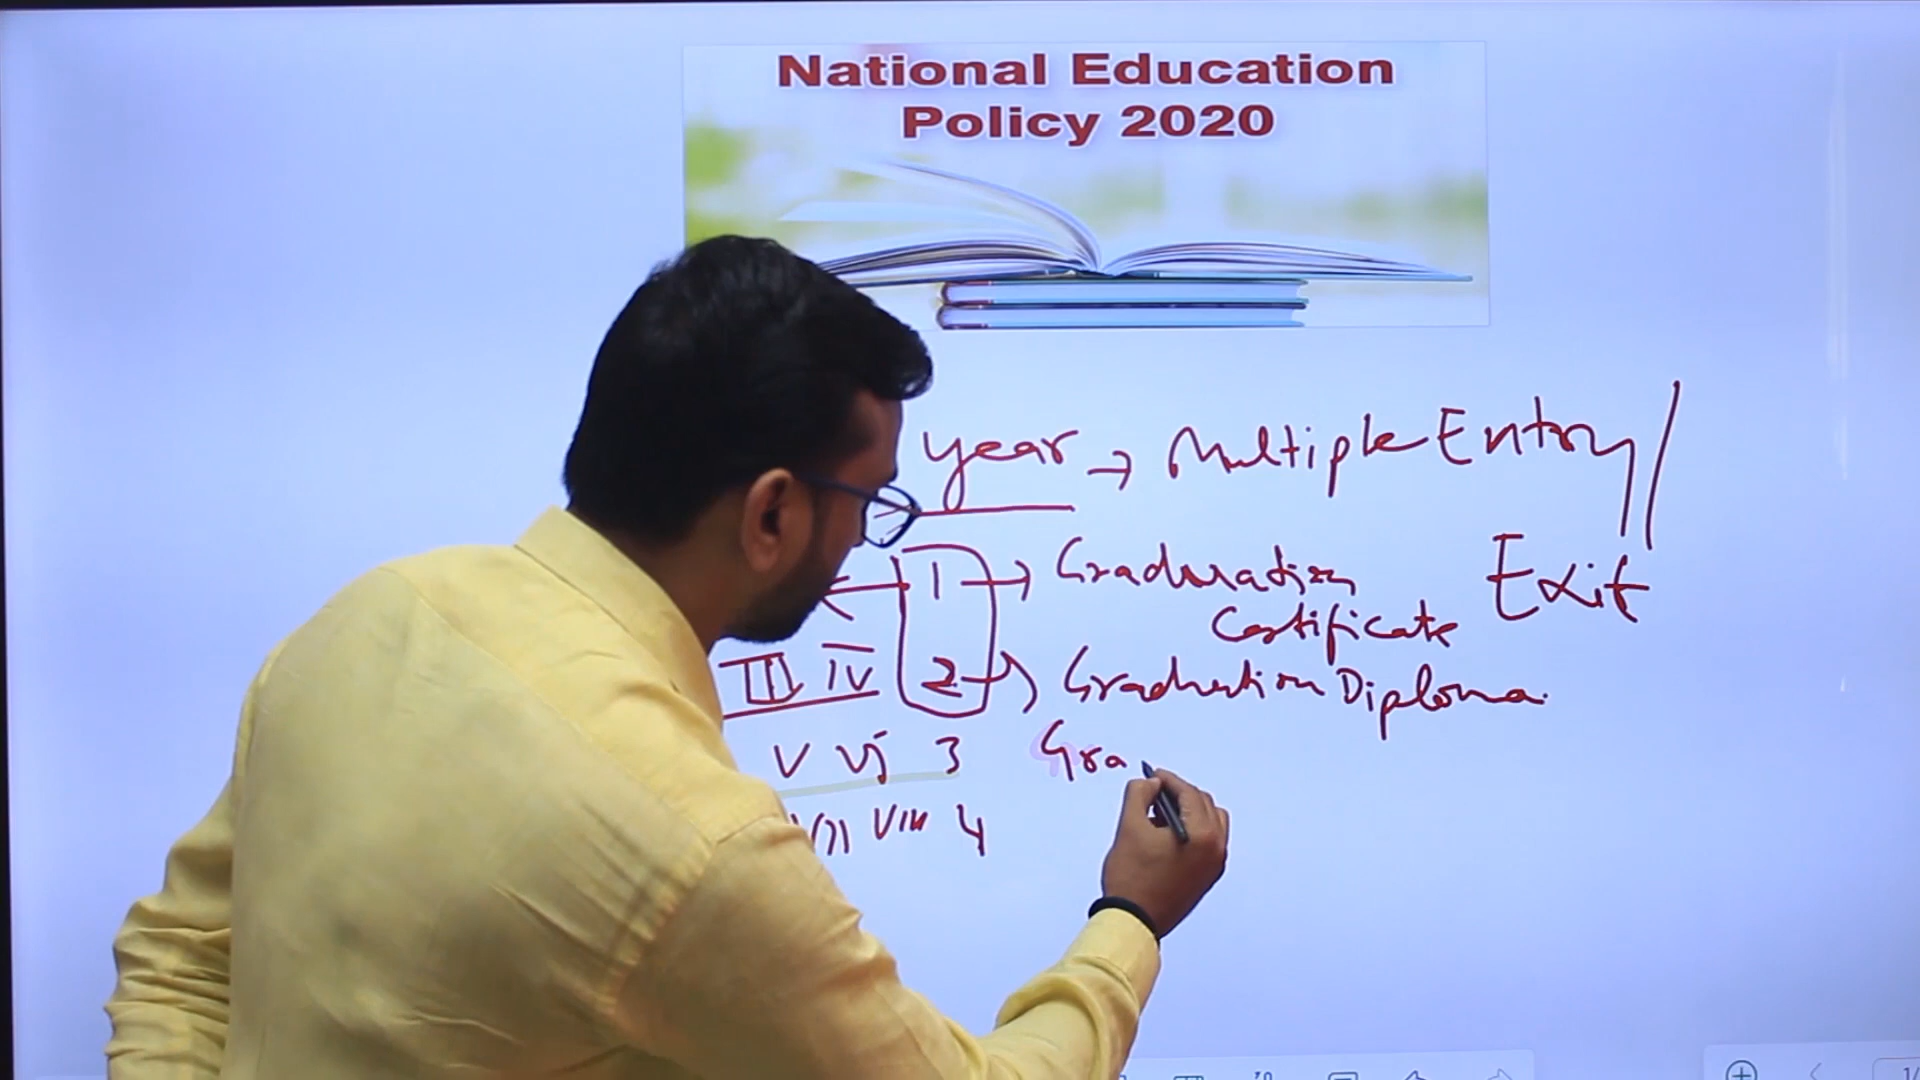 National Education
Policy 2020
year → Multiple Entry /
Exit
1 → Graduation
Certificate
III IV 2 → Graduation Diploma
V VI 3 Gra
VII VIII 4